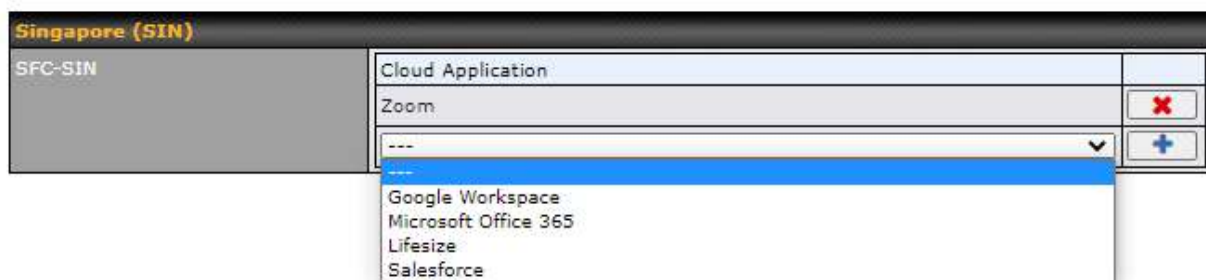 Singapore (SIN)
SFC-SIN
Cloud Application
Zoom
---
---
Google Workspace
Microsoft Office 365
Lifesize
Salesforce